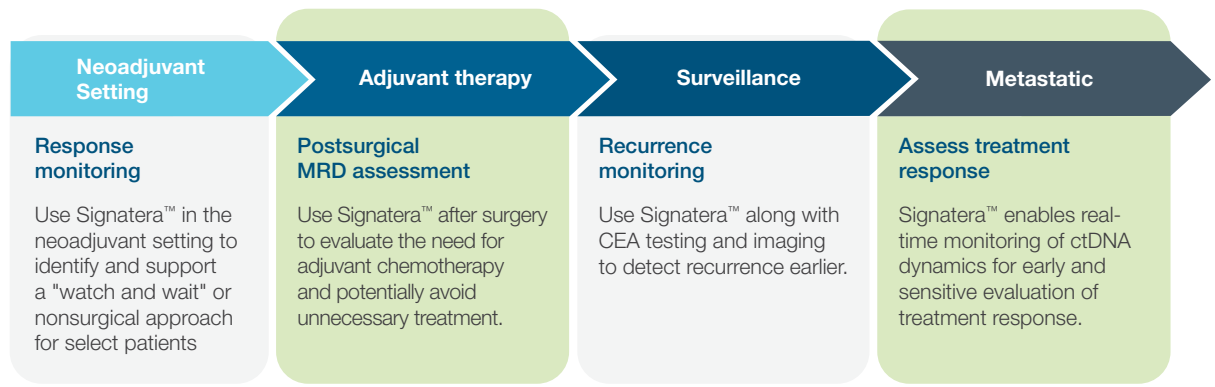 Neoadjuvant
Setting
Response
monitoring
Use Signatera™ in the
neoadjuvant setting to
identify and support
a "watch and wait" or
nonsurgical approach
for select patients
Adjuvant therapy
Postsurgical
MRD assessment
Use Signatera™ after surgery
to evaluate the need for
adjuvant chemotherapy
and potentially avoid
unnecessary treatment.
Surveillance
Recurrence
monitoring
Use Signatera™ along with
CEA testing and imaging
to detect recurrence earlier.
Metastatic
Assess treatment
response
Signatera™ enables real-
time monitoring of ctDNA
dynamics for early and
sensitive evaluation of
treatment response.